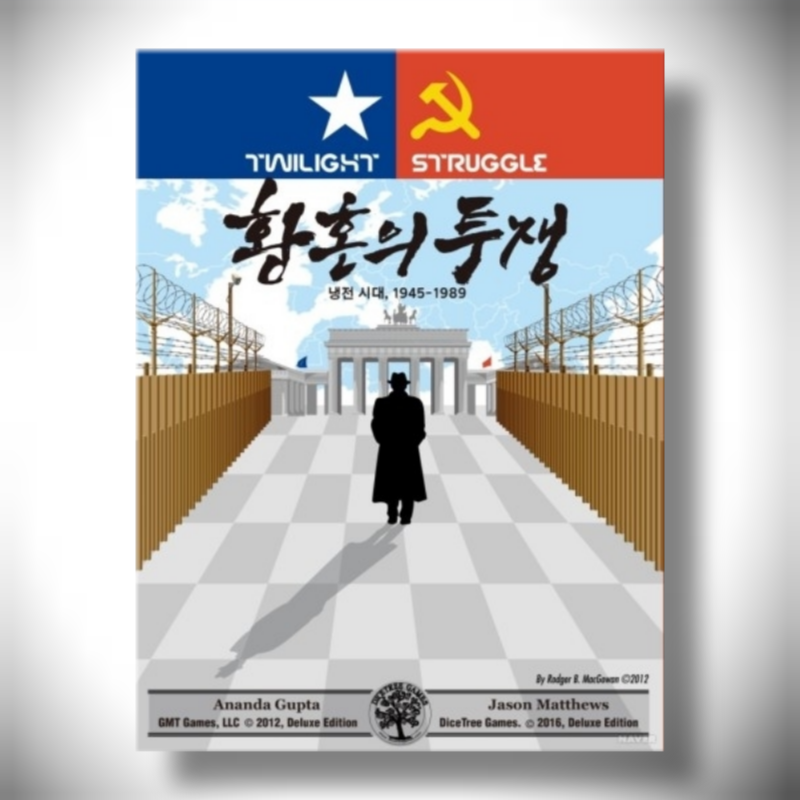 TWILIGHT STRUGGLE
황혼의 투쟁
냉전 시대, 1945-1989
By Rodger B. MacGowan ©2012
Ananda Gupta
GMT Games, LLC © 2012, Deluxe Edition
DICETREE GAMES
Jason Matthews
DiceTree Games. © 2016, Deluxe Edition
NAVER